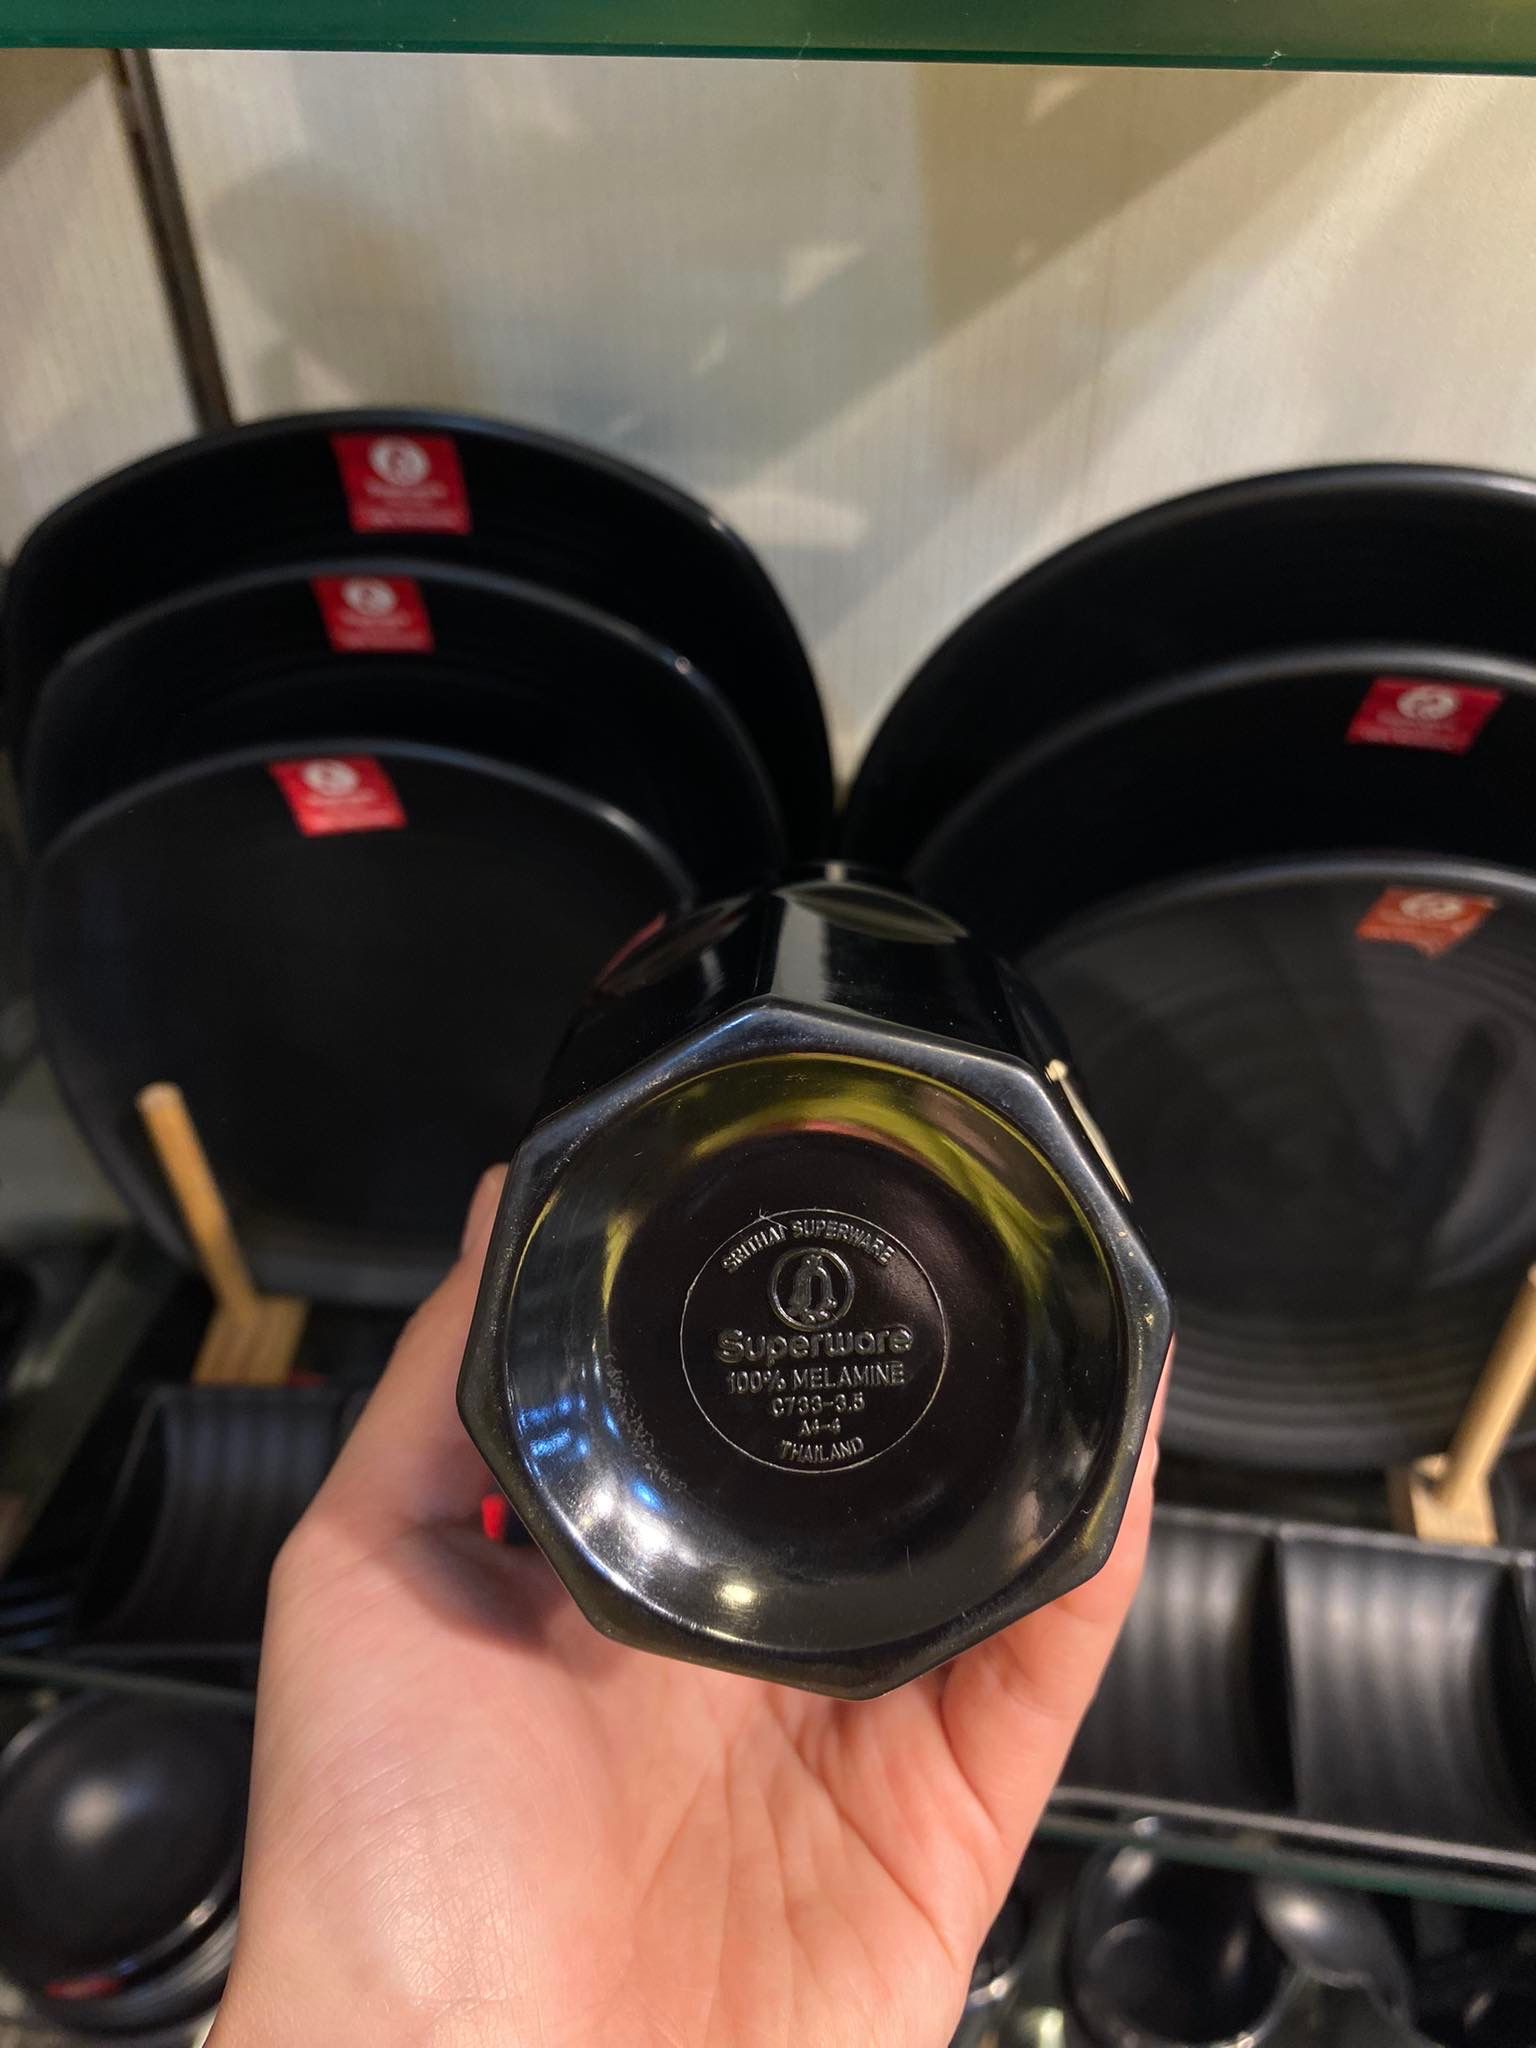 SRITHAI SUPERWARE
Superware
100% MELAMINE
C733-3.5
A4-4
THAILAND